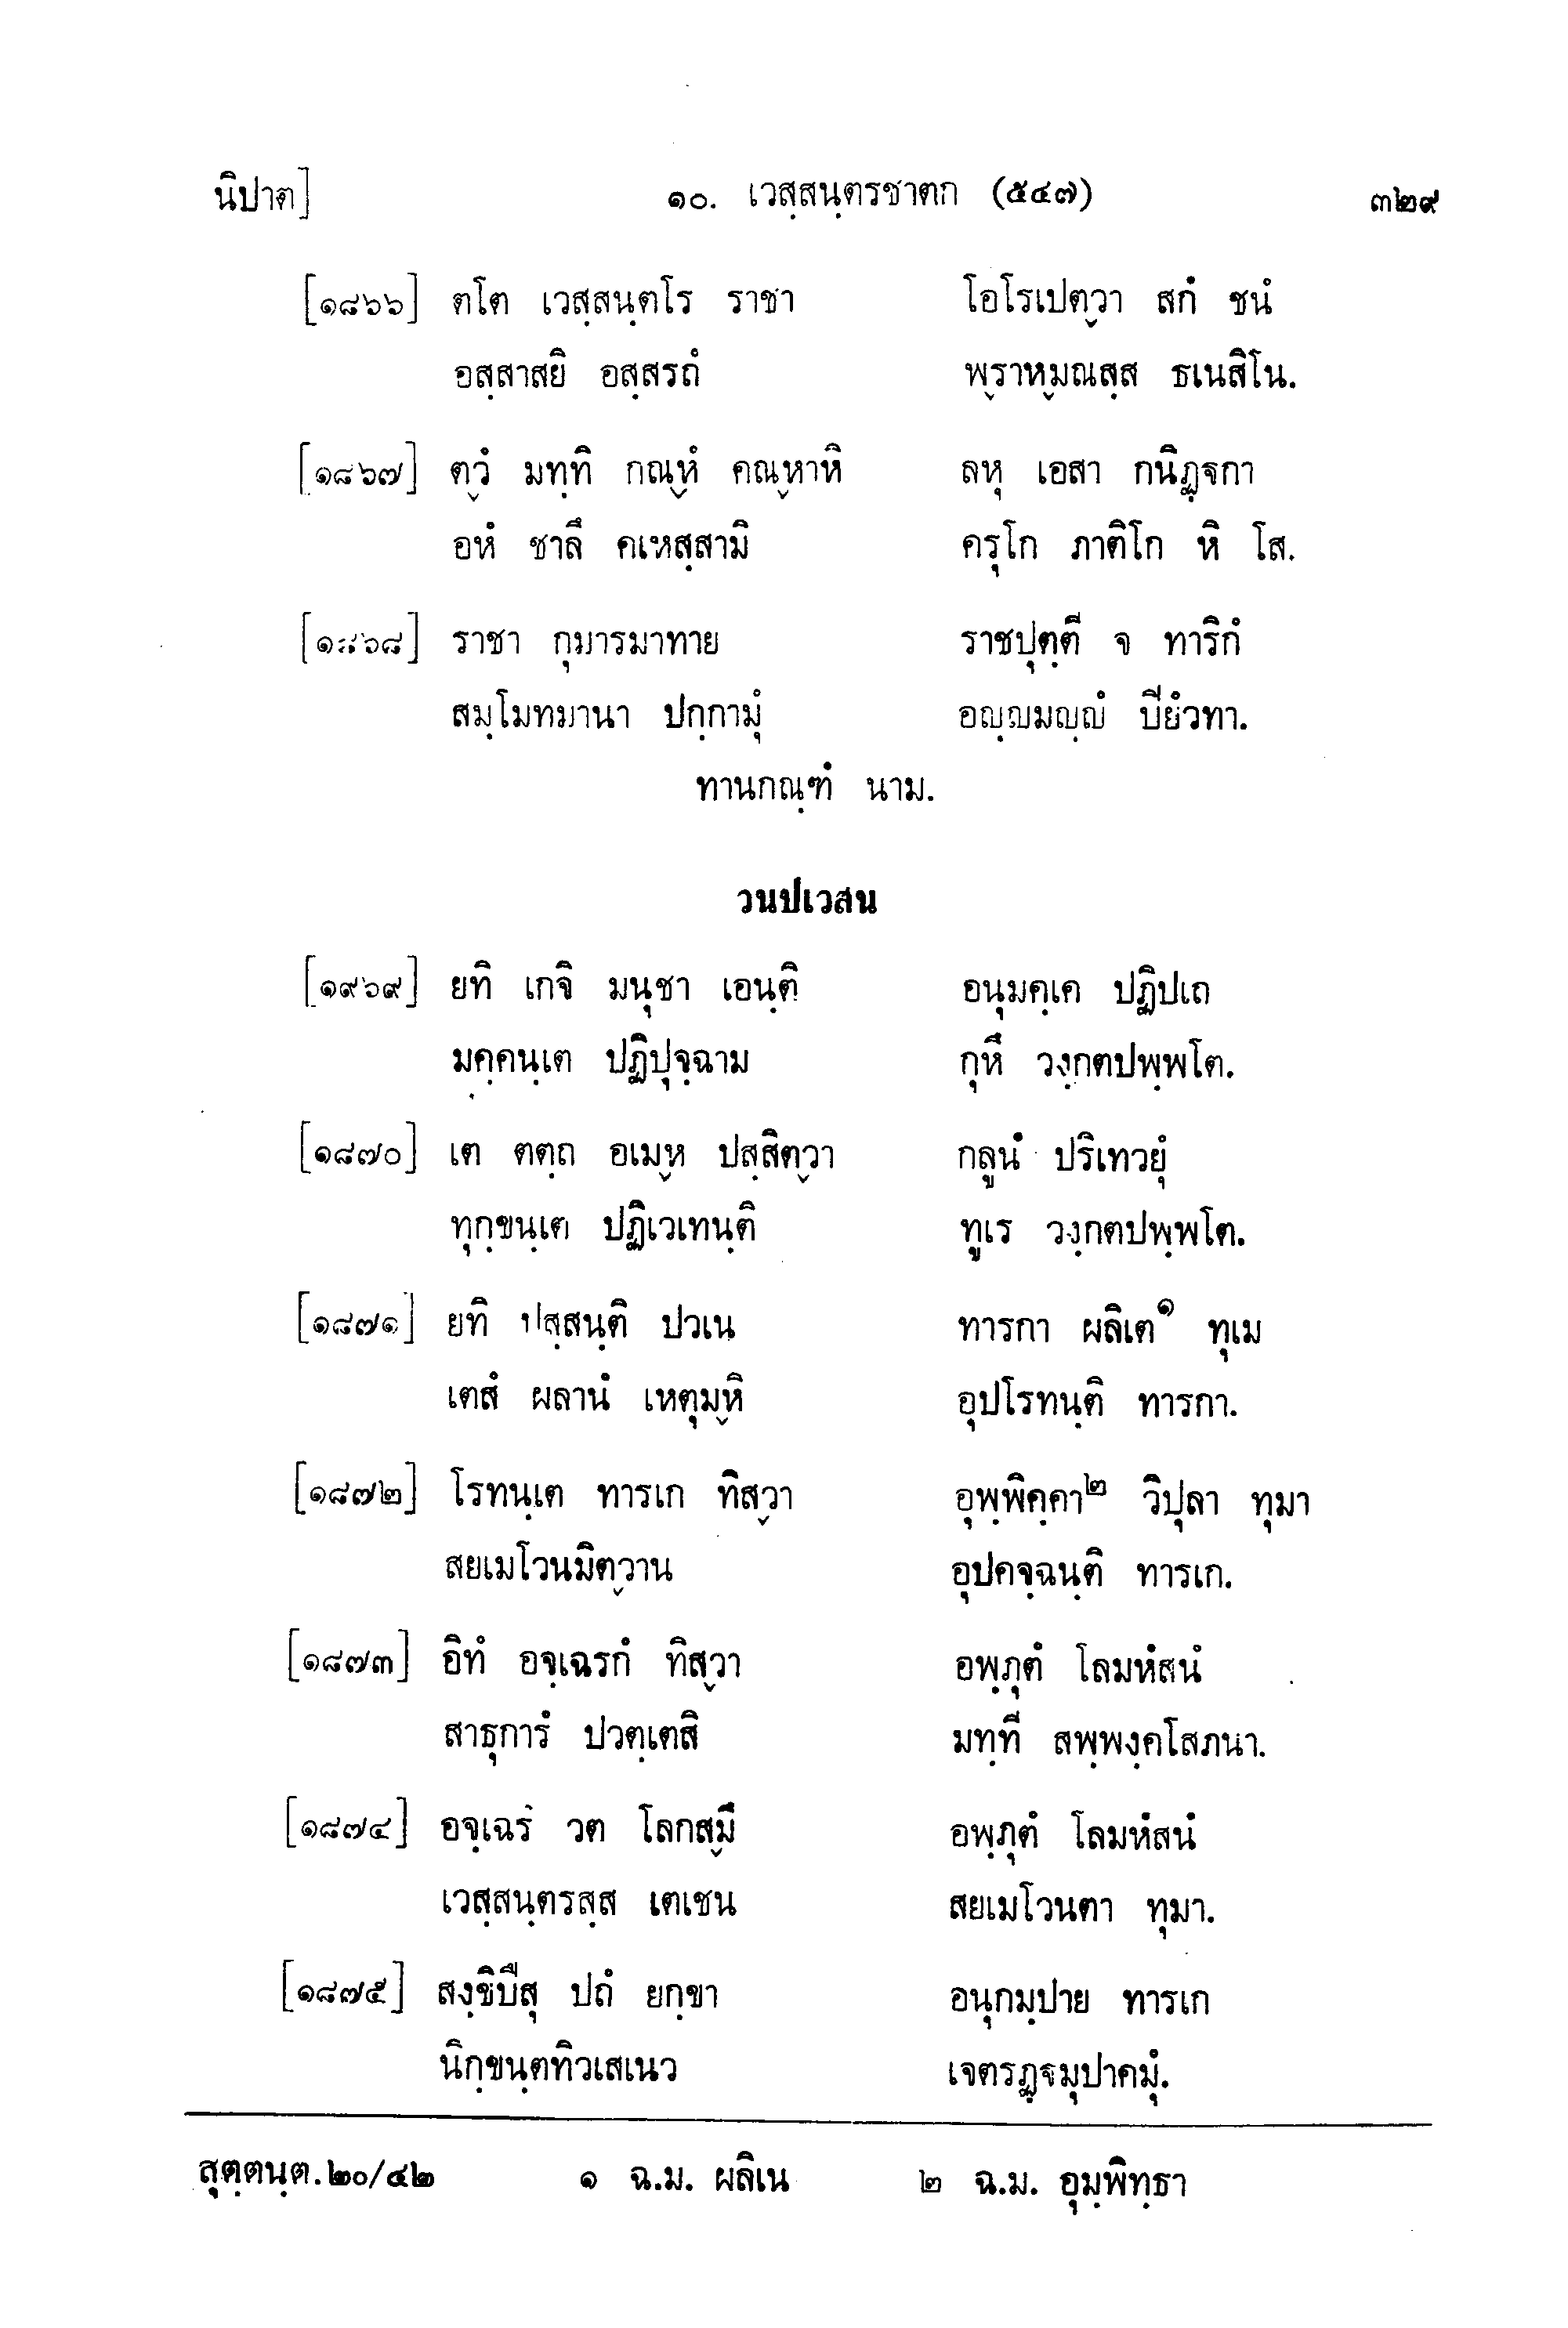 นิปาต] ๑๐. เวสฺสนฺตรชาตก (๕๔๗) ๓๒๙
[๑๘๖๖] ตโต เวสฺสนฺตโร ราชา โอโรเปตฺวา สกํ ชนํ
อสฺสาสยิ อสฺสรถํ พฺราหฺมณสฺส ธเนสิโน.
[๑๘๖๗] ตฺวํ มทฺทิ กณฺหํ คณฺหาหิ ลหุ เอสา กนิฏฺฐกา
อหํ ชาลึ คเหสฺสามิ ครุโก ภาติโก หิ โส.
[๑๘๖๘] ราชา กุมารมาทาย ราชปุตฺตี จ ทาริกํ
สมฺโมทมานา ปกฺกามุํ อญฺญมญฺญํ ปิยํวทา.
ทานกณฺฑํ นาม.
วนปเวสน
[๑๙๖๙] ยทิ เกจิ มนุชา เอนฺติ อนุมคฺเค ปฏิปเถ
มคฺคนฺเต ปฏิปุจฺฉาม กุหึ วงฺกตปพฺพโต.
[๑๘๗๐] เต ตตฺถ อเมฺห ปสฺสิตฺวา กลูนํ ปริเทวยุํ
ทุกฺขนฺเต ปฏิเวเทนฺติ ทูเร วงฺกตปพฺพโต.
[๑๘๗๑] ยทิ ปสฺสนฺติ ปวเน ทารกา ผลิเต๑ ทุเม
เตสํ ผลานํ เหตุมฺหิ อุปโรทนฺติ ทารกา.
[๑๘๗๒] โรทนฺเต ทารเก ทิสฺวา อุพฺพิคฺคา๒ วิปุลา ทุมา
สยเมโวนมิตฺวาน อุปคจฺฉนฺติ ทารเก.
[๑๘๗๓] อิทํ อจฺเฉรกํ ทิสฺวา อพฺภุตํ โลมหํสนํ
สาธุการํ ปวตฺเตสิ มทฺที สพฺพงฺคโสภนา.
[๑๘๗๔] อจฺเฉรํ วต โลกสฺมึ อพฺภุตํ โลมหํสนํ
เวสฺสนฺตรสฺส เตเชน สยเมโวนตา ทุมา.
[๑๘๗๕] สงฺขิปึสุ ปถํ ยกฺขา อนุกมฺปาย ทารเก
นิกฺขนฺตทิวเสเนว เจตรฏฺฐมุปาคมุํ.
สุตฺตนฺต.๒๐/๔๒ ๑ ฉ.ม. ผลิเน ๒ ฉ.ม. อุมฺพิทฺธา